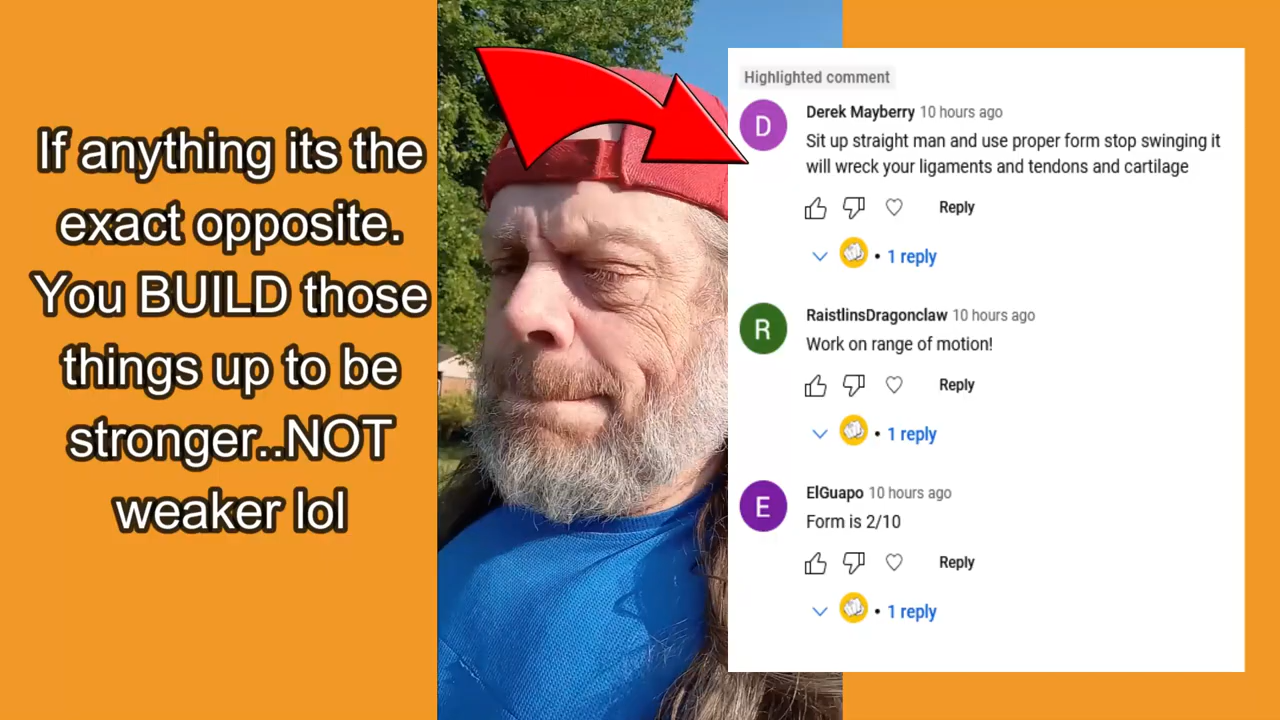 If anything its the
exact opposite.
You BUILD those
things up to be
stronger..NOT
weaker lol
Highlighted comment
D
Derek Mayberry 10 hours ago
Sit up straight man and use proper form stop swinging it
will wreck your ligaments and tendons and cartilage
Reply
• 1 reply
R
RaistlinsDragonclaw 10 hours ago
Work on range of motion!
Reply
• 1 reply
E
ElGuapo 10 hours ago
Form is 2/10
Reply
• 1 reply